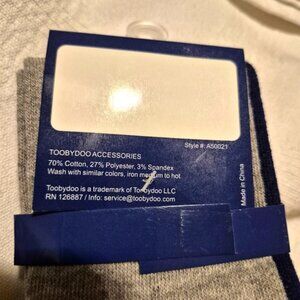 Style #: A50021
TOOBYDOO ACCESSORIES
70% Cotton, 27% Polyester, 3% Spandex
Wash with similar colors, iron medium to hot
Toobydoo is a trademark of Toobydoo LLC
RN 126887 / Info: service@toobydoo.com
Made in China